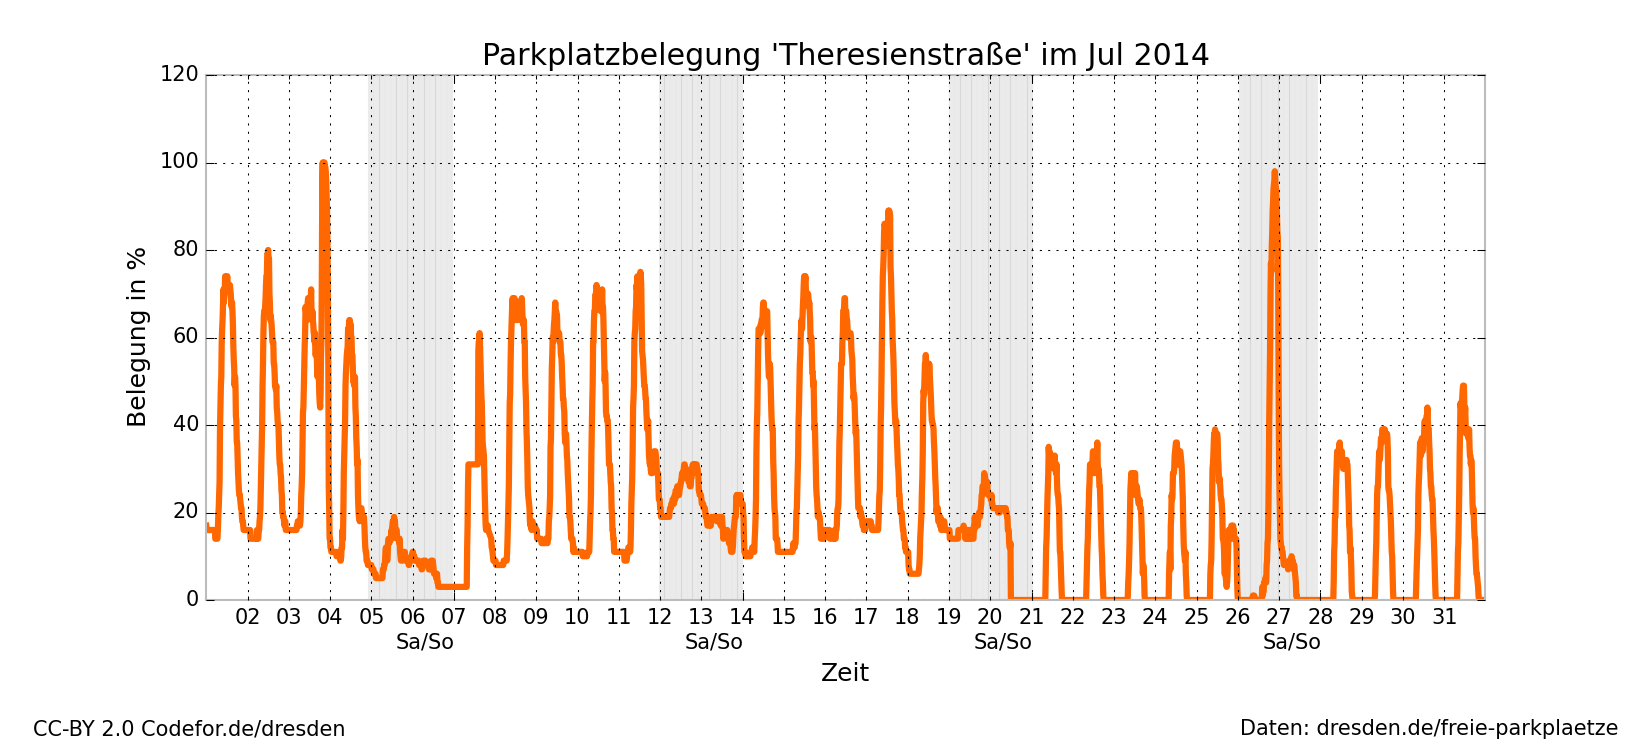 Parkplatzbelegung 'Theresienstraße' im Jul 2014
120
100
80
60
40
20
0
Belegung in %
02 03 04 05 06 07 08 09 10 11 12 13 14 15 16 17 18 19 20 21 22 23 24 25 26 27 28 29 30 31
Sa/So Sa/So Sa/So Sa/So
Zeit
CC-BY 2.0 Codefor.de/dresden
Daten: dresden.de/freie-parkplaetze